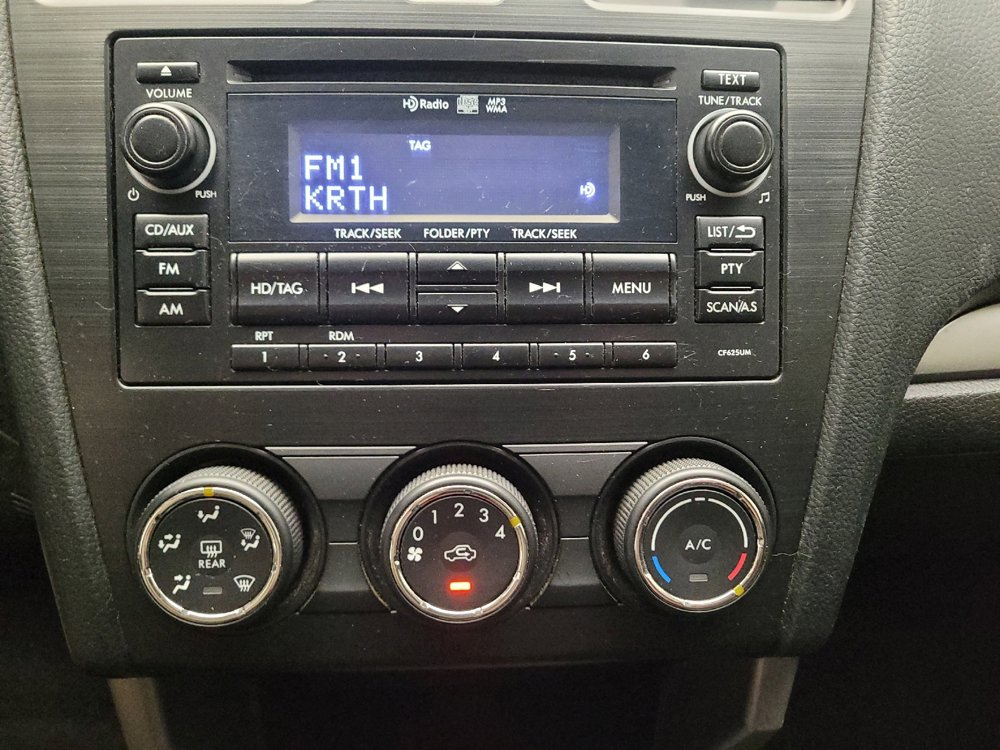 VOLUME
TEXT
TUNE/TRACK
HD Radio
MP3
WMA
TAG
FM1
KRTH
HD
PUSH
PUSH
CD/AUX
FM
AM
TRACK/SEEK FOLDER/PTY TRACK/SEEK
HD/TAG
MENU
LIST/
PTY
SCAN/A.S
RPT RDM
1 2 3 4 5 6
CF625UM
REAR
0 1 2 3 4
A/C